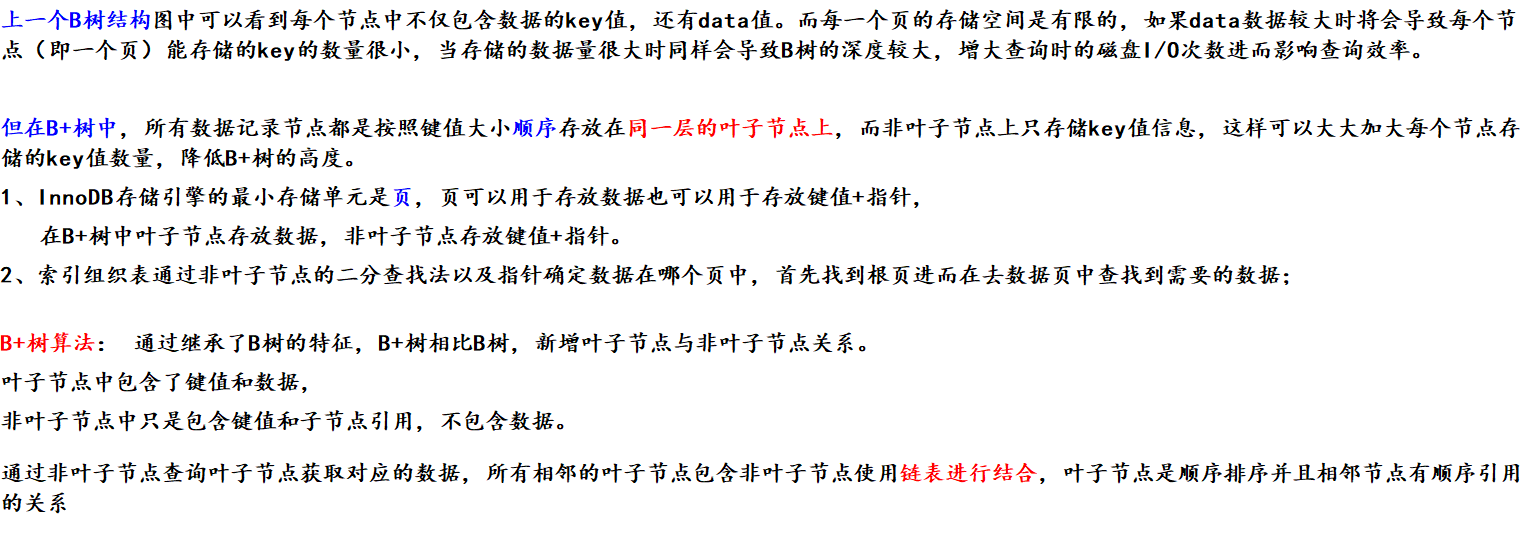 上一个B树结构图中可以看到每个节点中不仅包含数据的key值，还有data值。而每一个页的存储空间是有限的，如果data数据较大时将会导致每个节
点（即一个页）能存储的key的数量很小，当存储的数据量很大时同样会导致B树的深度较大，增大查询时的磁盘I/O次数进而影响查询效率。
但在B+树中，所有数据记录节点都是按照键值大小顺序存放在同一层的叶子节点上，而非叶子节点上只存储key值信息，这样可以大大加大每个节点存
储的key值数量，降低B+树的高度。
1、InnoDB存储引擎的最小存储单元是页，页可以用于存放数据也可以用于存放键值+指针，
在B+树中叶子节点存放数据，非叶子节点存放键值+指针。
2、索引组织表通过非叶子节点的二分查找法以及指针确定数据在哪个页中，首先找到根页进而在去数据页中查找到需要的数据；
B+树算法： 通过继承了B树的特征，B+树相比B树，新增叶子节点与非叶子节点关系。
叶子节点中包含了键值和数据，
非叶子节点中只是包含键值和子节点引用，不包含数据。
通过非叶子节点查询叶子节点获取对应的数据，所有相邻的叶子节点包含非叶子节点使用链表进行结合，叶子节点是顺序排序并且相邻节点有顺序引用
的关系